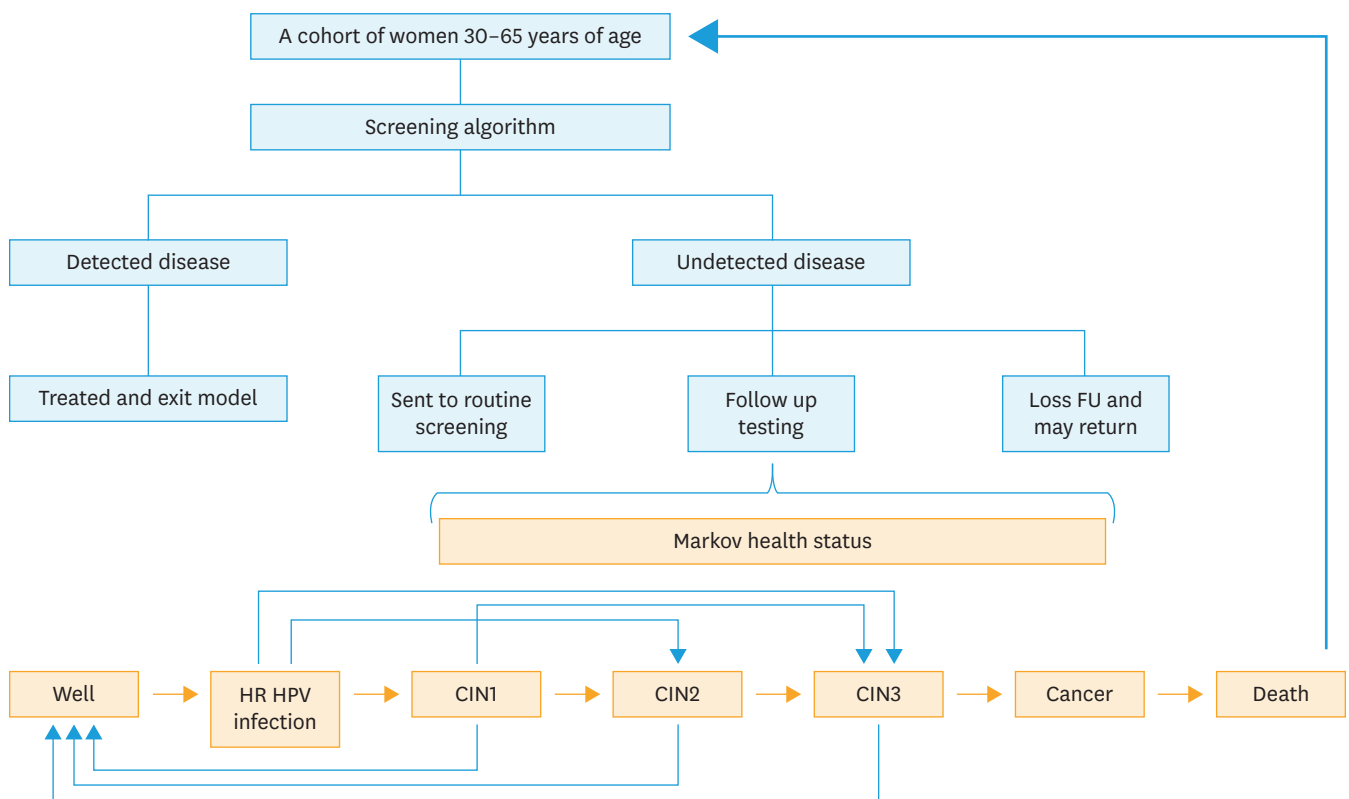 A cohort of women 30–65 years of age
Screening algorithm
Detected disease
Undetected disease
Treated and exit model
Sent to routine
screening
Follow up
testing
Loss FU and
may return
Markov health status
Well
HR HPV
infection
CIN1
CIN2
CIN3
Cancer
Death